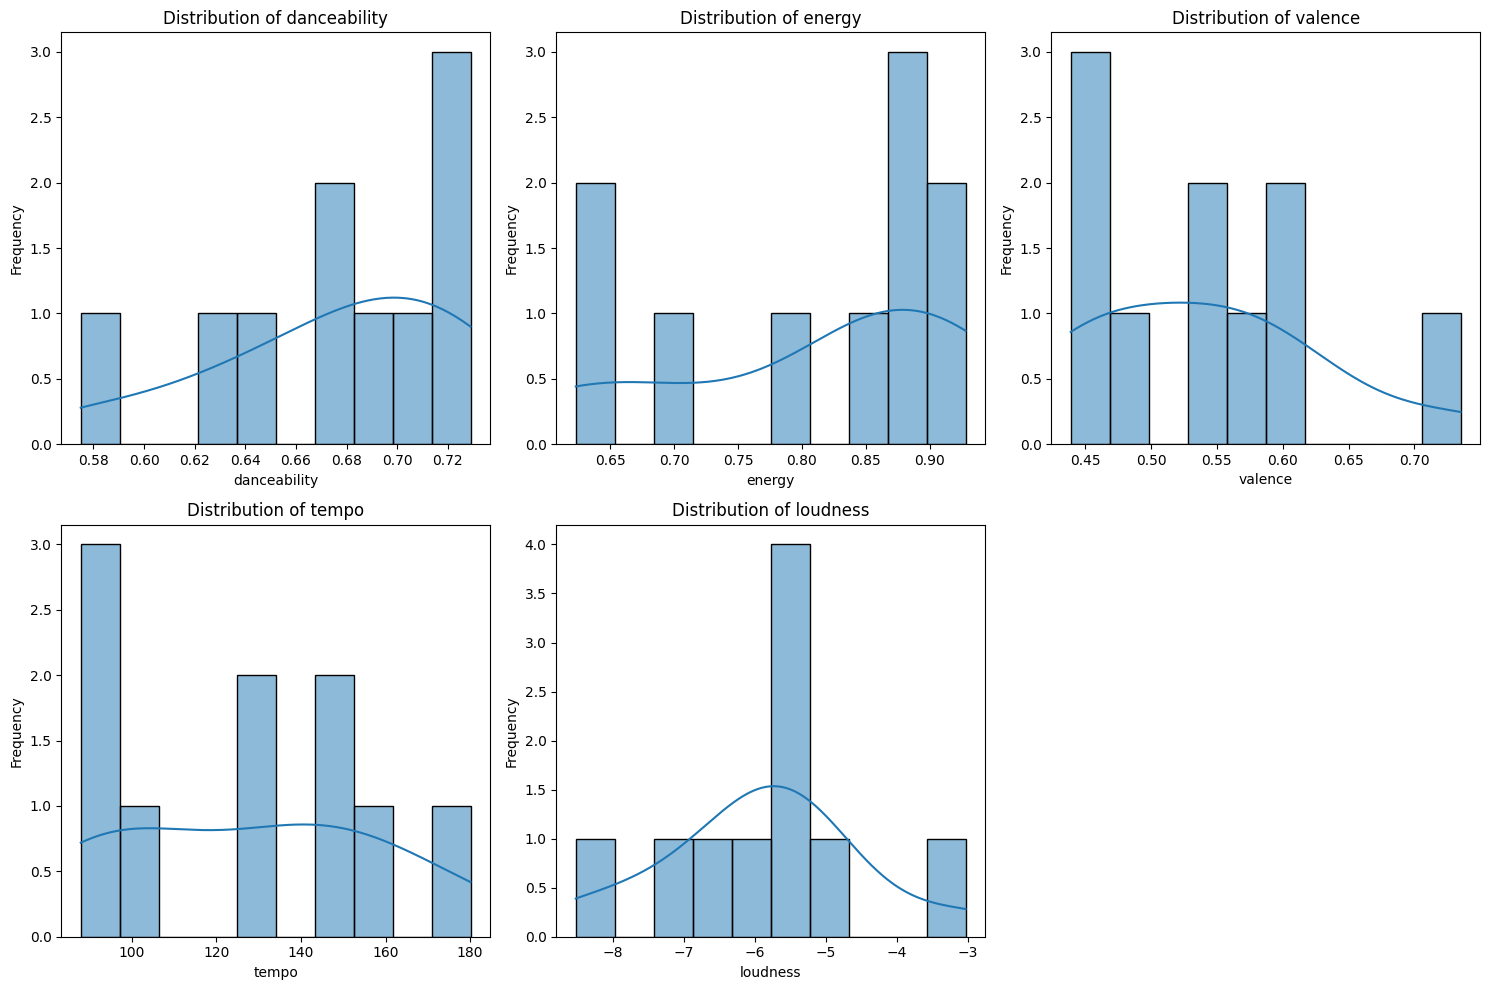 Distribution of danceability
Frequency
3.0
2.5
2.0
1.5
1.0
0.5
0.0
0.58 0.60 0.62 0.64 0.66 0.68 0.70 0.72
danceability
Distribution of energy
Frequency
3.0
2.5
2.0
1.5
1.0
0.5
0.0
0.65 0.70 0.75 0.80 0.85 0.90
energy
Distribution of valence
Frequency
3.0
2.5
2.0
1.5
1.0
0.5
0.0
0.45 0.50 0.55 0.60 0.65 0.70
valence
Distribution of tempo
Frequency
3.0
2.5
2.0
1.5
1.0
0.5
0.0
100 120 140 160 180
tempo
Distribution of loudness
Frequency
4.0
3.5
3.0
2.5
2.0
1.5
1.0
0.5
0.0
−8 −7 −6 −5 −4 −3
loudness